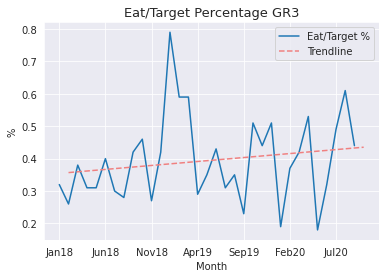 Eat/Target Percentage GR3
Eat/Target %
Trendline
0.8
0.7
0.6
0.5
0.4
0.3
0.2
%
Jan18 Jun18 Nov18 Apr19 Sep19 Feb20 Jul20
Month